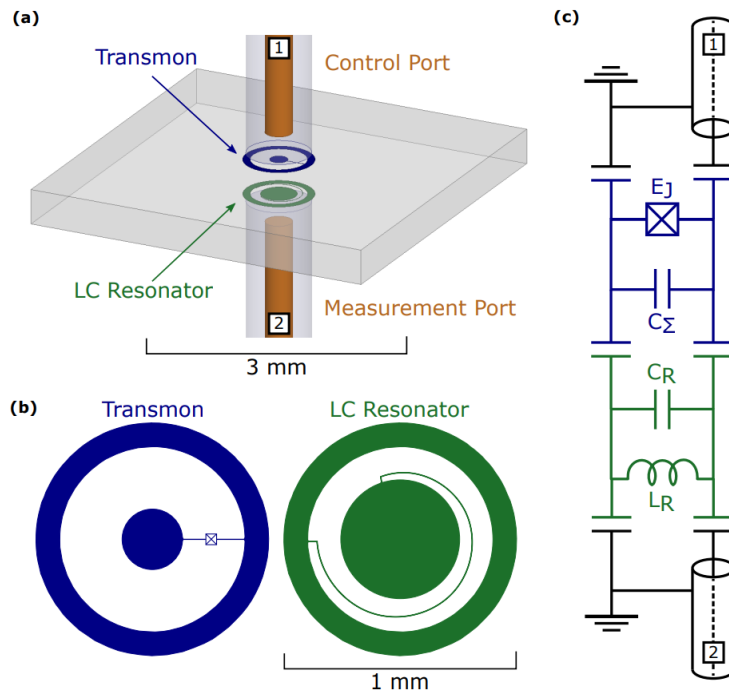 (a)
1
Transmon
Control Port
LC Resonator
Measurement Port
2
3 mm
(b)
Transmon
LC Resonator
1 mm
(c)
1
EJ
CΣ
CR
LR
2